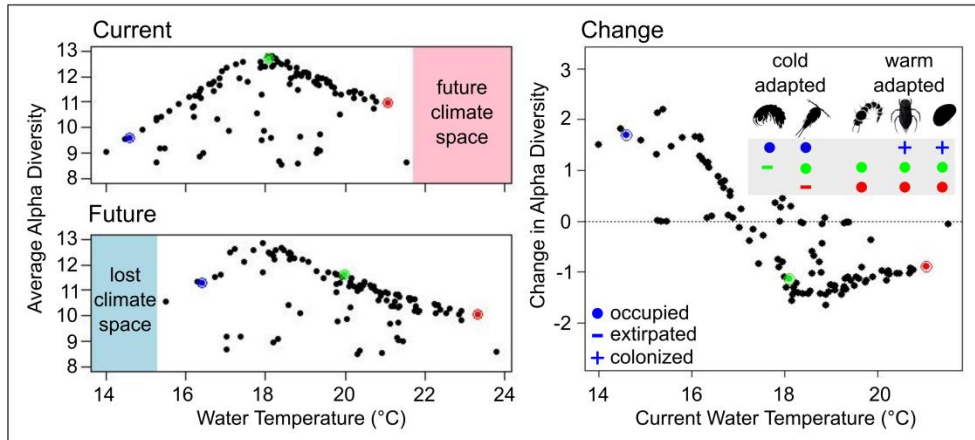 Current
13
12
11
10
9
8
future
climate
space
Average Alpha Diversity
Future
13
12
11
10
9
8
lost
climate
space
14 16 18 20 22 24
Water Temperature (°C)
Change
3
2
1
0
-1
-2
Change in Alpha Diversity
cold
adapted
warm
adapted
occupied
extirpated
colonized
14 16 18 20
Current Water Temperature (°C)